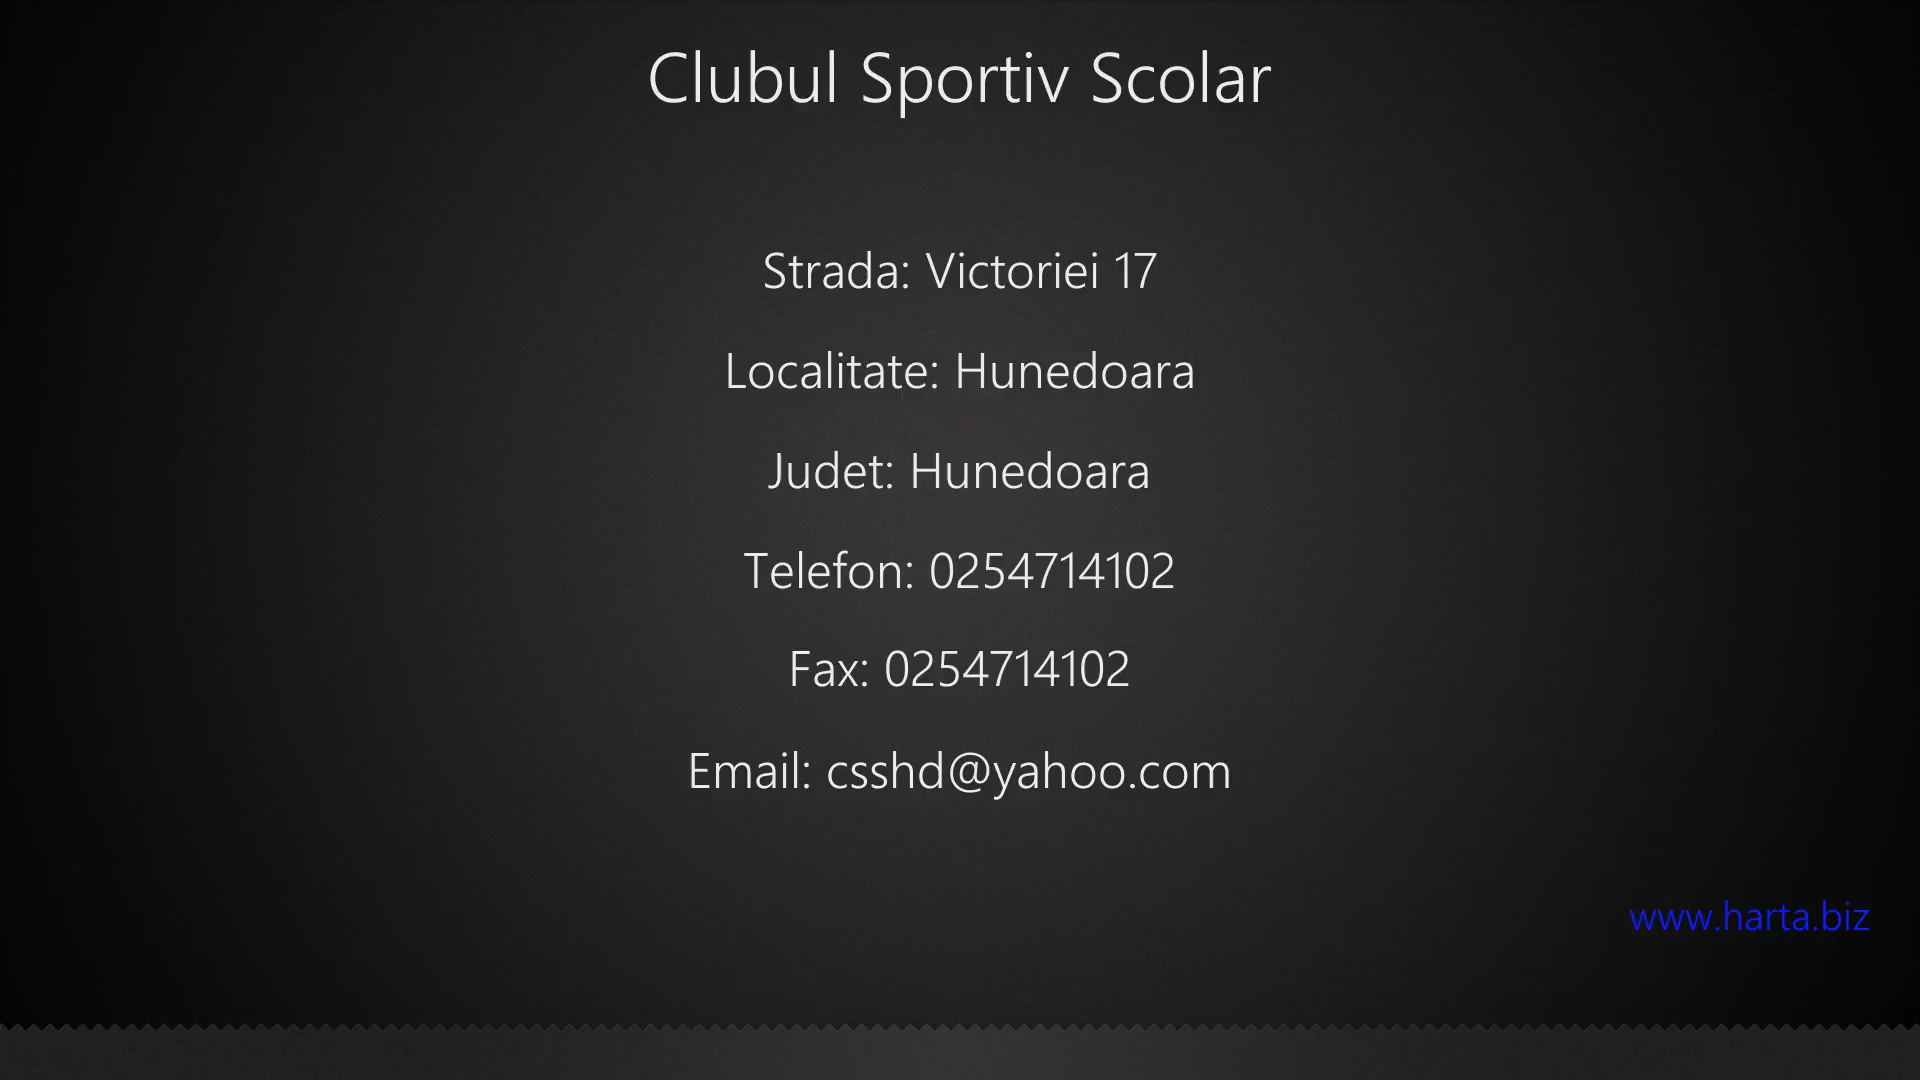 Clubul Sportiv Scolar
Strada: Victoriei 17
Localitate: Hunedoara
Judet: Hunedoara
Telefon: 0254714102
Fax: 0254714102
Email: csshd@yahoo.com
www.harta.biz